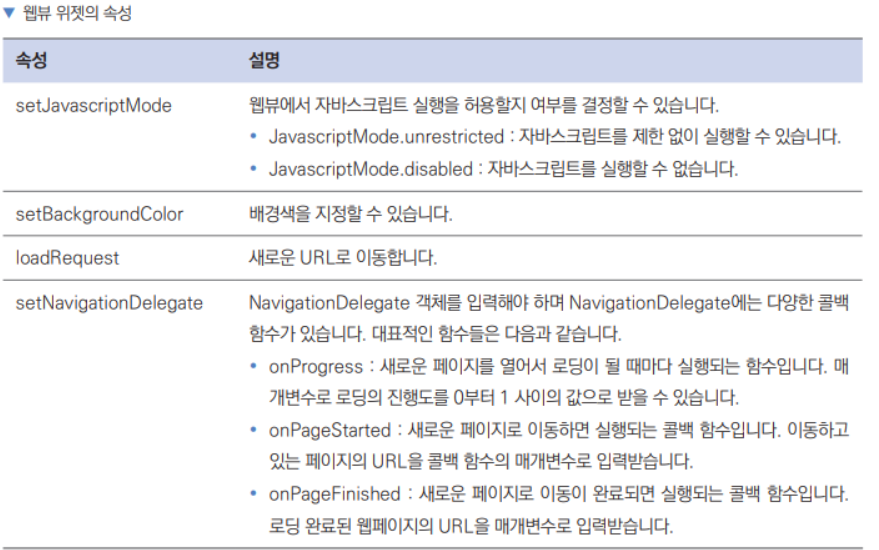 ▼ 웹뷰 위젯의 속성
속성 설명
setJavascriptMode 웹뷰에서 자바스크립트 실행을 허용할지 여부를 결정할 수 있습니다.
• JavascriptMode.unrestricted : 자바스크립트를 제한 없이 실행할 수 있습니다.
• JavascriptMode.disabled : 자바스크립트를 실행할 수 없습니다.
setBackgroundColor 배경색을 지정할 수 있습니다.
loadRequest 새로운 URL로 이동합니다.
setNavigationDelegate NavigationDelegate 객체를 입력해야 하며 NavigationDelegate에는 다양한 콜백
함수가 있습니다. 대표적인 함수들은 다음과 같습니다.
• onProgress : 새로운 페이지를 열어서 로딩이 될 때마다 실행되는 함수입니다. 매
개변수로 로딩의 진행도를 0부터 1 사이의 값으로 받을 수 있습니다.
• onPageStarted : 새로운 페이지로 이동하면 실행되는 콜백 함수입니다. 이동하고
있는 페이지의 URL을 콜백 함수의 매개변수로 입력받습니다.
• onPageFinished : 새로운 페이지로 이동이 완료되면 실행되는 콜백 함수입니다.
로딩 완료된 웹페이지의 URL을 매개변수로 입력받습니다.